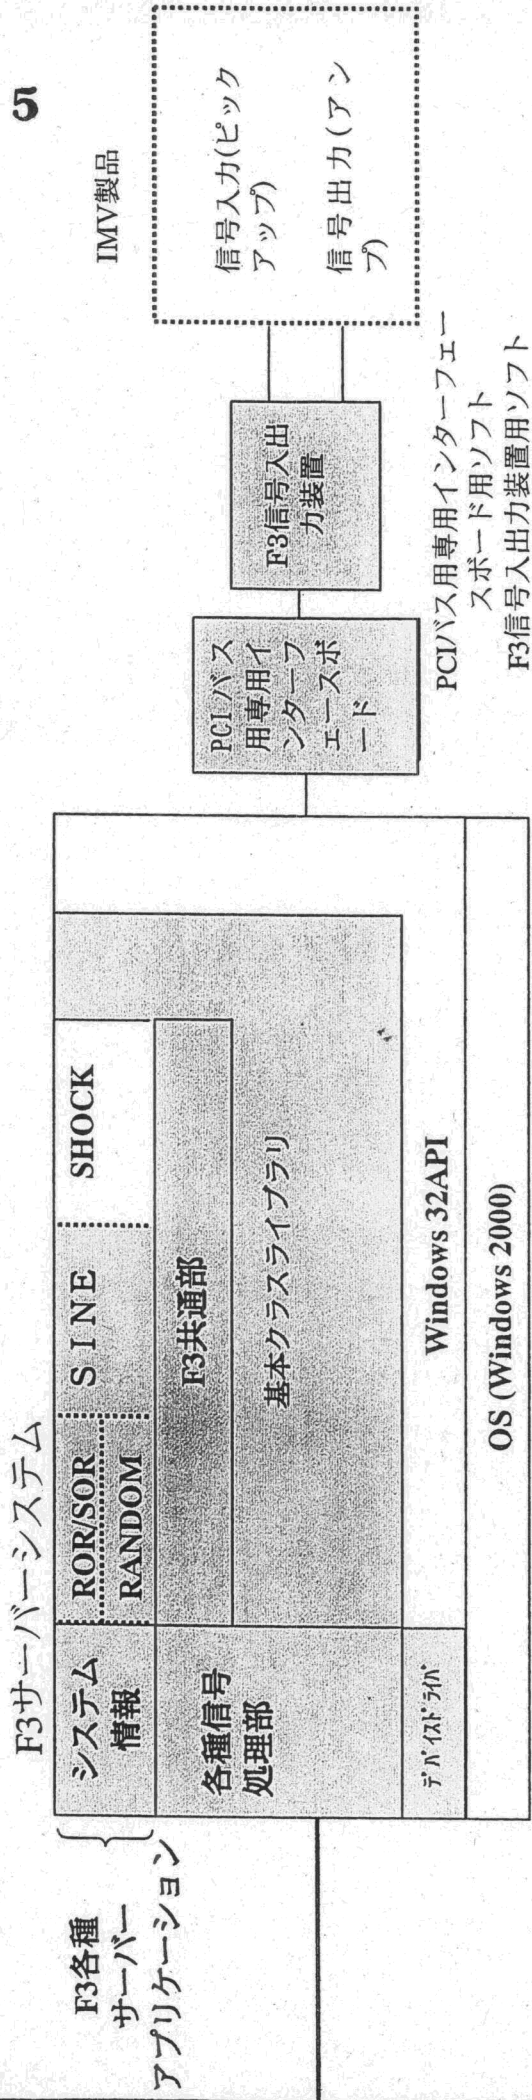 5
F3サーバーシステム
F3各種
サーバー
アプリケーション
システム
情報
ROR/SOR
RANDOM
ＳＩＮＥ
SHOCK
各種信号
処理部
F3共通部
基本クラスライブラリ
ﾃﾞﾊﾞｲｽﾄﾞﾗｲﾊﾞ
Windows 32API
OS (Windows 2000)
PCIバス
用専用イ
ンターフ
ェースボ
ード
F3信号入出
力装置
IMV製品
信号入力(ピック
アップ)
信号出力(アン
プ)
PCIバス用専用インターフェー
スボード用ソフト
F3信号入出力装置用ソフト